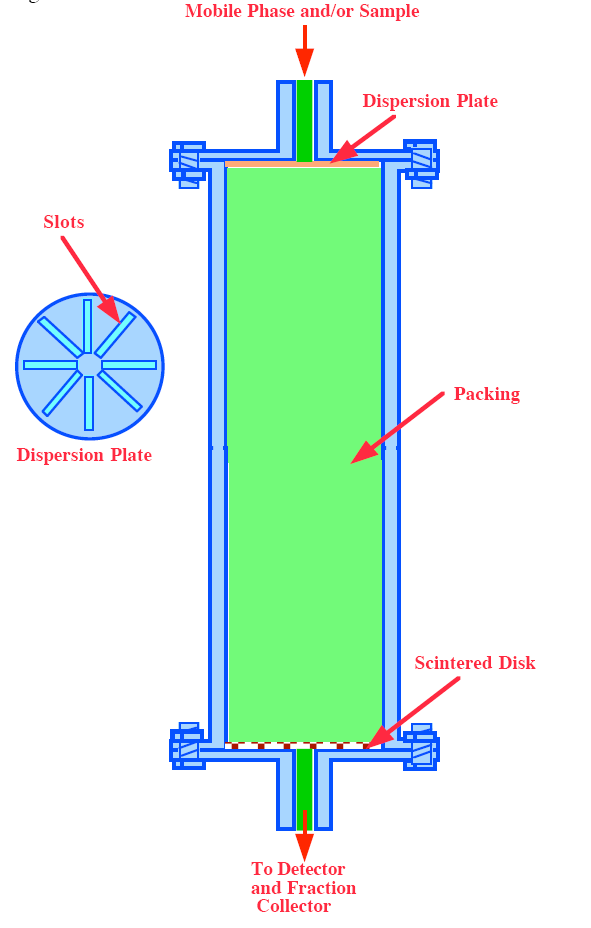 Mobile Phase and/or Sample
Dispersion Plate
Slots
Packing
Dispersion Plate
Scintered Disk
To Detector
and Fraction
Collector